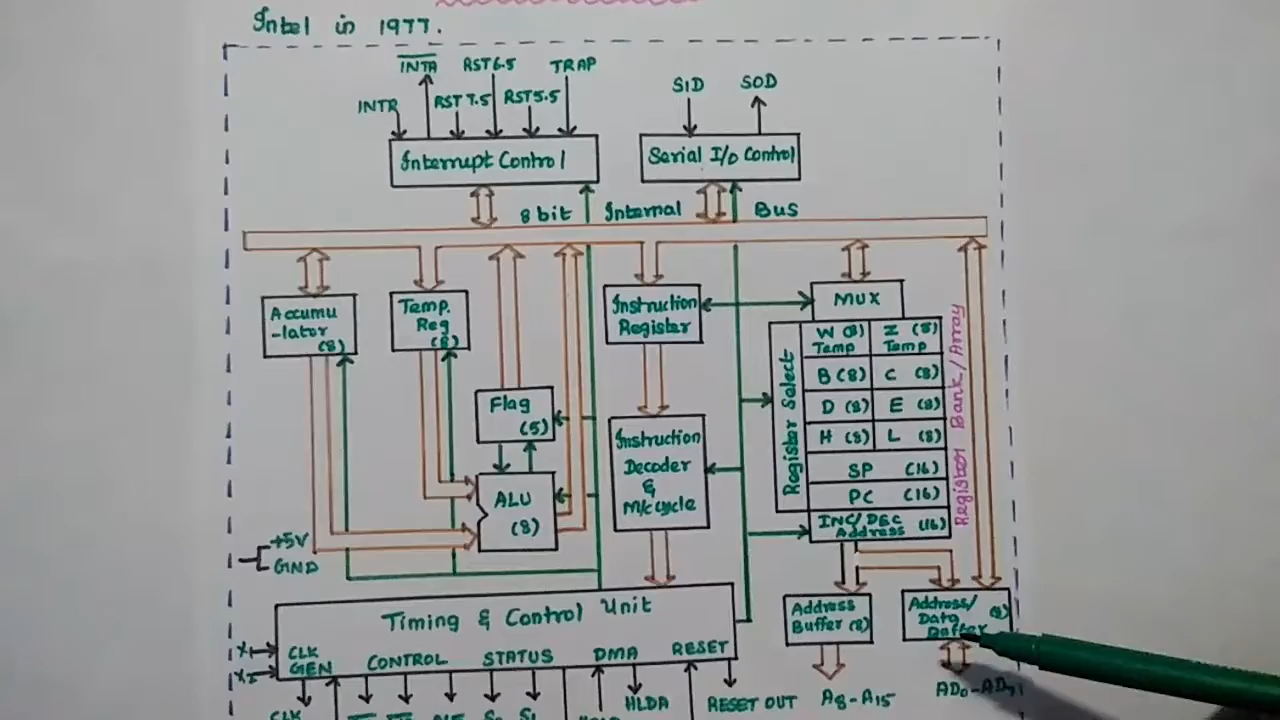 Intel in 1977.
INTA RST6.5 TRAP
INTR RST7.5 RST5.5
SID SOD
Interrupt Control
Serial I/O Control
8 bit Internal Bus
Accumu
-lator
(8)
Temp.
Reg
(8)
Instruction
Register
MUX
Register Select
W (8) Z (8)
Temp Temp
B (8) C (8)
D (8) E (8)
H (8) L (8)
SP (16)
PC (16)
INC/DEC (16)
Address
Register Bank/Array
Flag
(5)
ALU
(8)
Instruction
Decoder
&
M/c cycle
+5V
GND
Timing & Control Unit
X1 CLK
GEN CONTROL STATUS DMA RESET
X2
Address
Buffer (8)
Address/ (8)
Data
Buffer
CLK
S0 S1
HLDA
RESET OUT
A8-A15
AD0-AD7